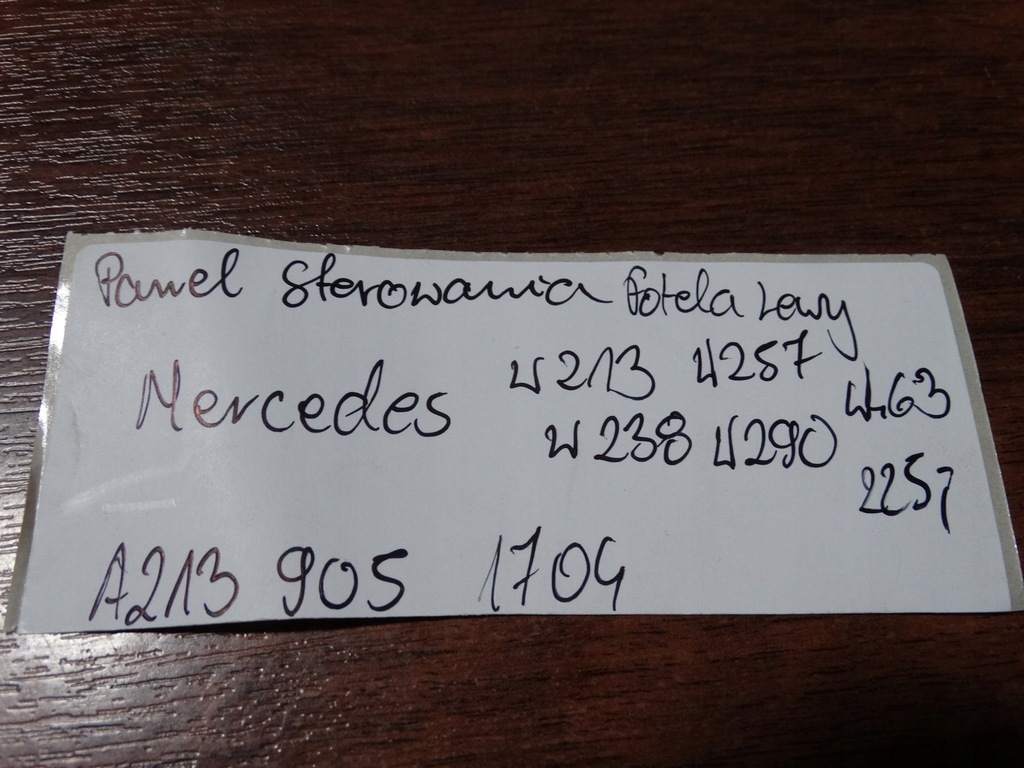 Panel Sterowania Fotela Lewy
Mercedes W213 W257 W463
W238 W290 2257
A213 905 1704